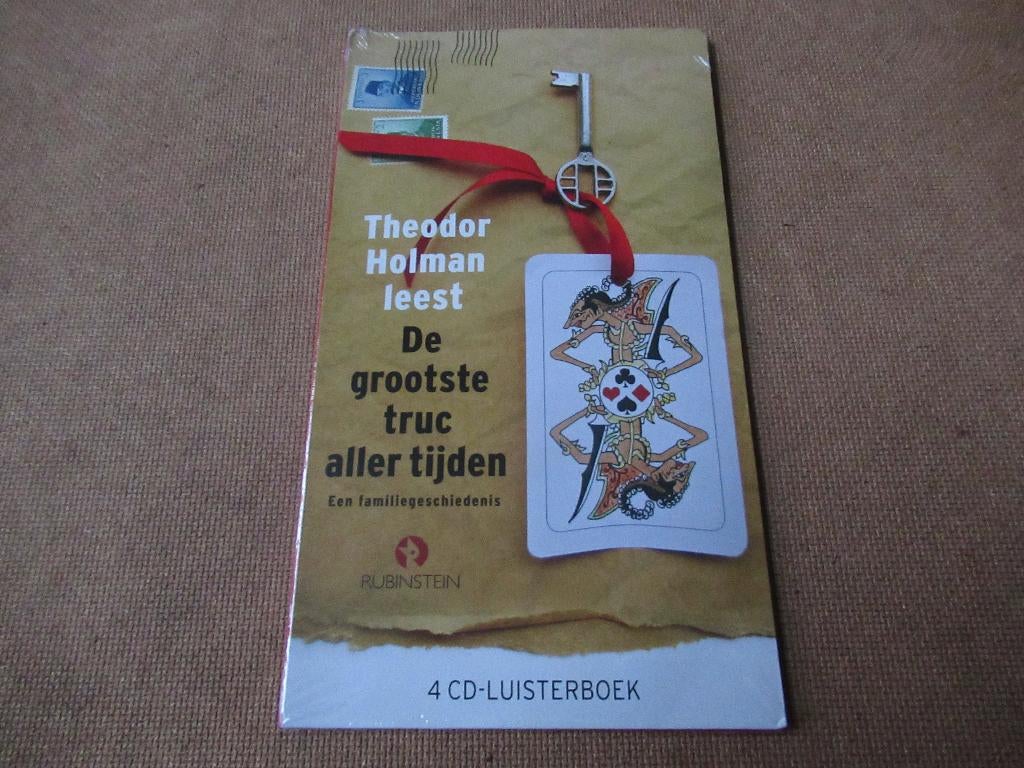 Theodor
Holman
leest
De
grootste
truc
aller tijden
Een familiegeschiedenis
RUBINSTEIN
4 CD-LUISTERBOEK